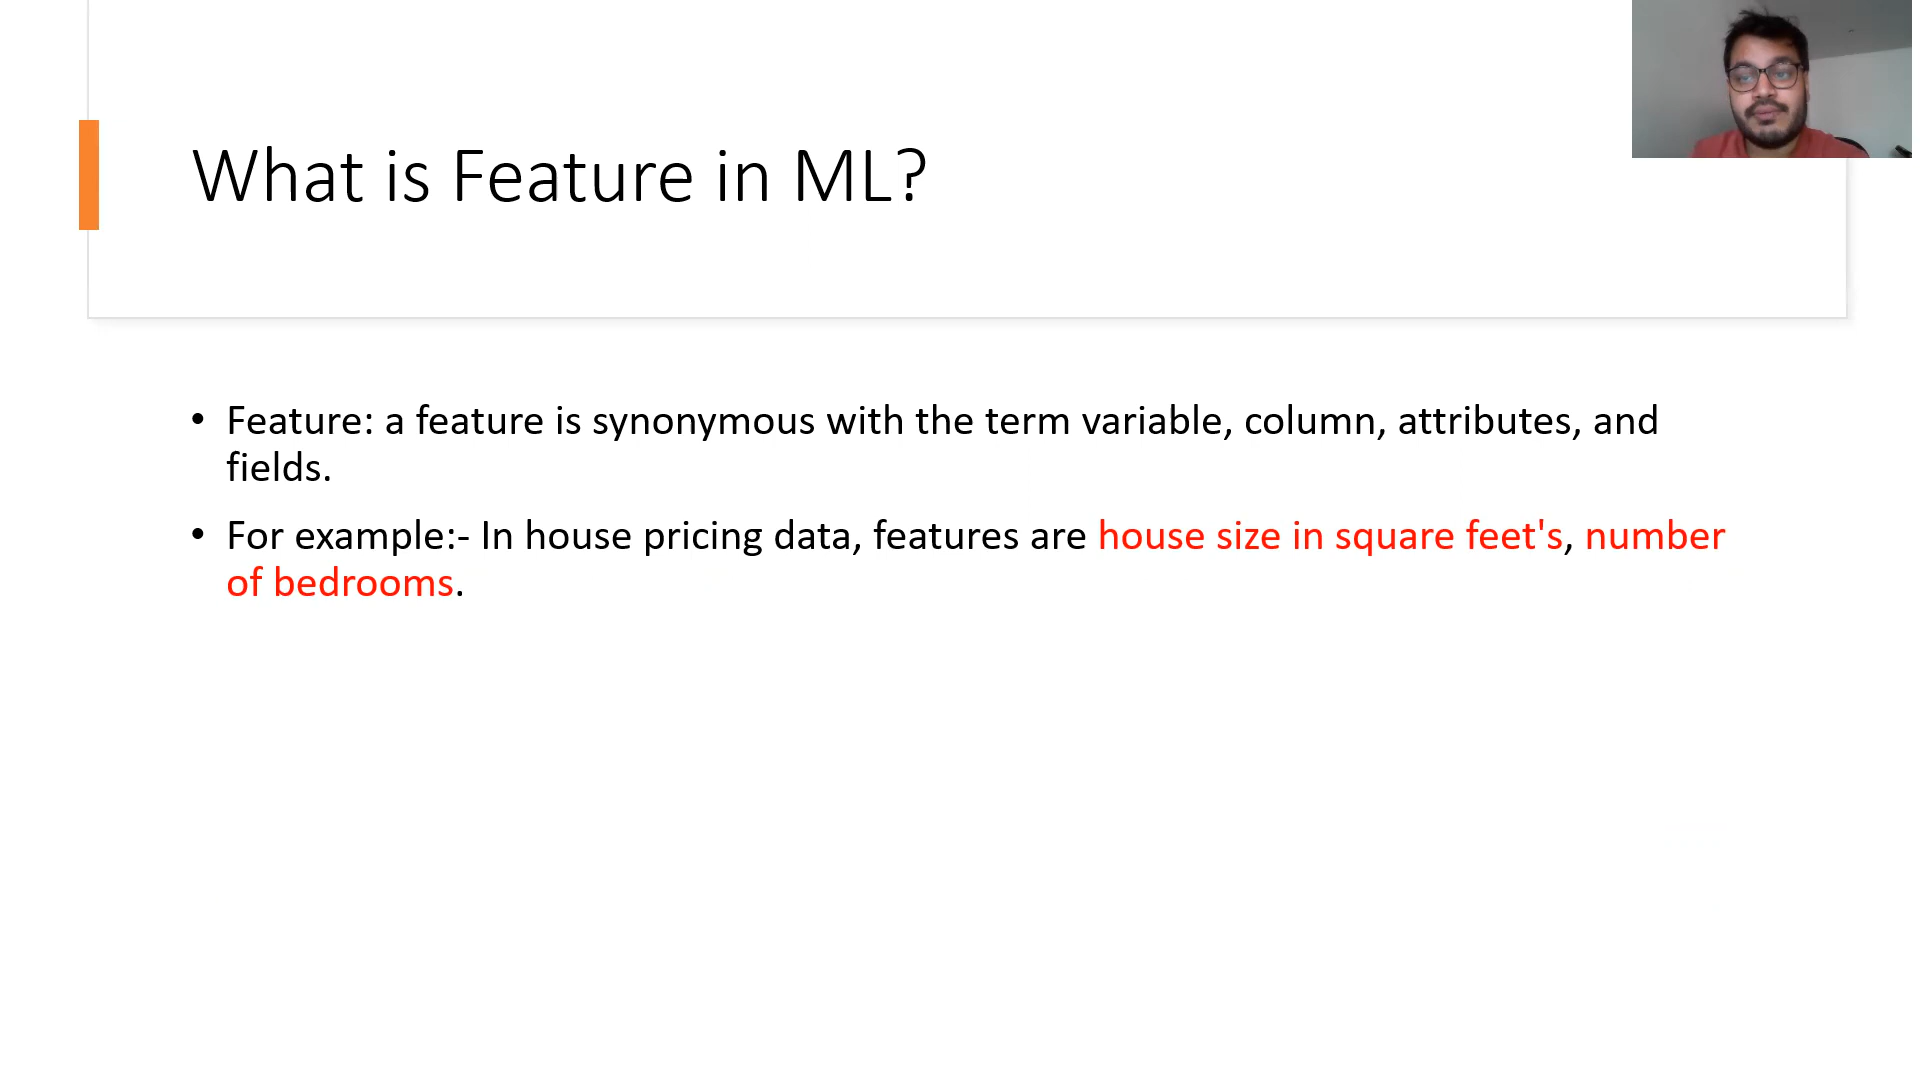 What is Feature in ML?
• Feature: a feature is synonymous with the term variable, column, attributes, and
fields.
• For example:- In house pricing data, features are house size in square feet's, number
of bedrooms.